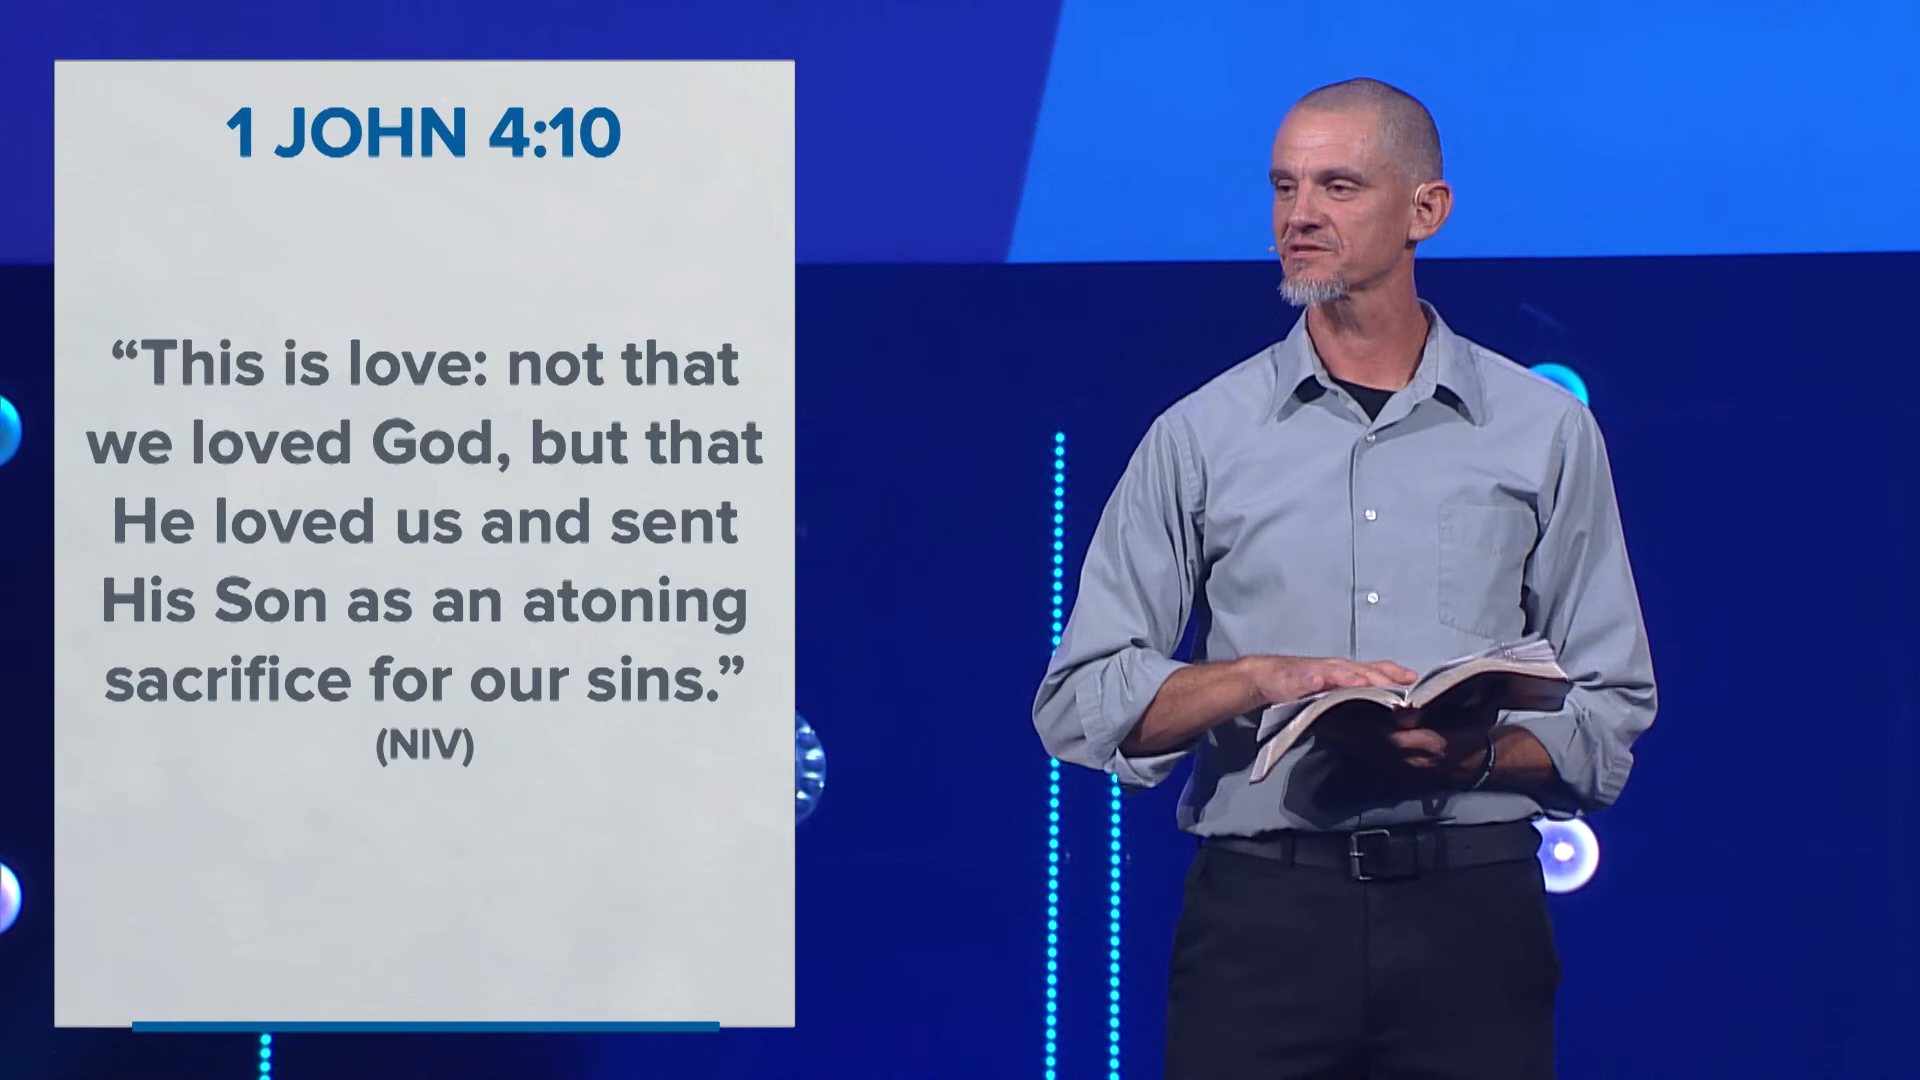 1 JOHN 4:10
“This is love: not that
we loved God, but that
He loved us and sent
His Son as an atoning
sacrifice for our sins.”
(NIV)